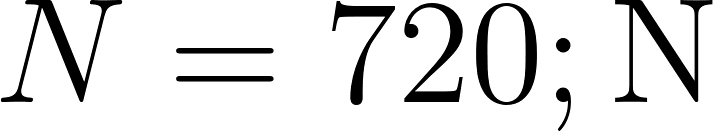 N = 720; N